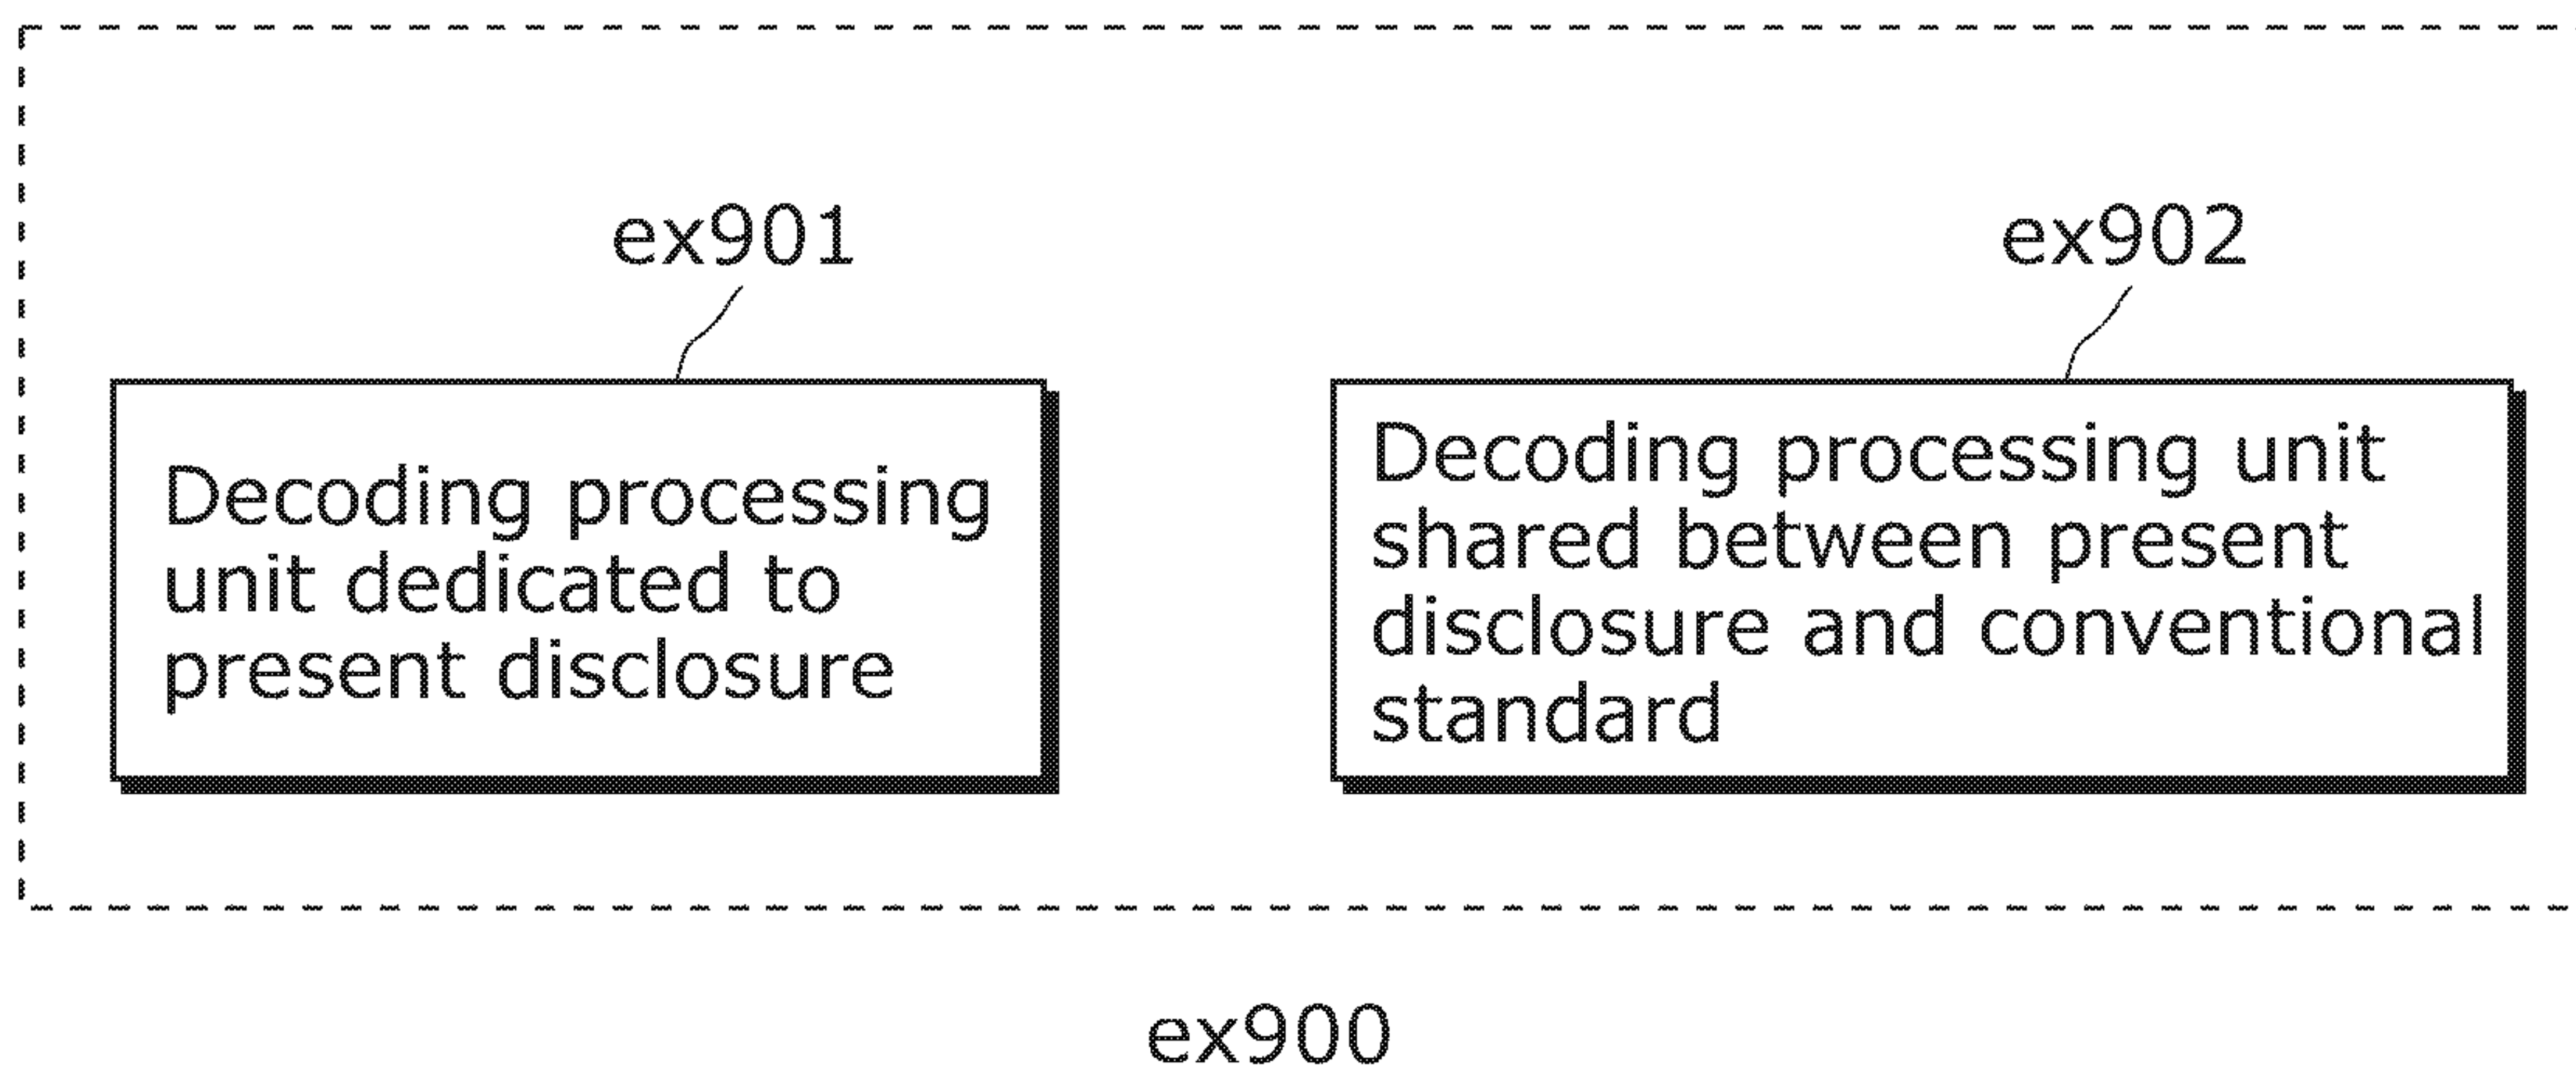 ex901
ex902
Decoding processing
unit dedicated to
present disclosure
Decoding processing unit
shared between present
disclosure and conventional
standard
ex900